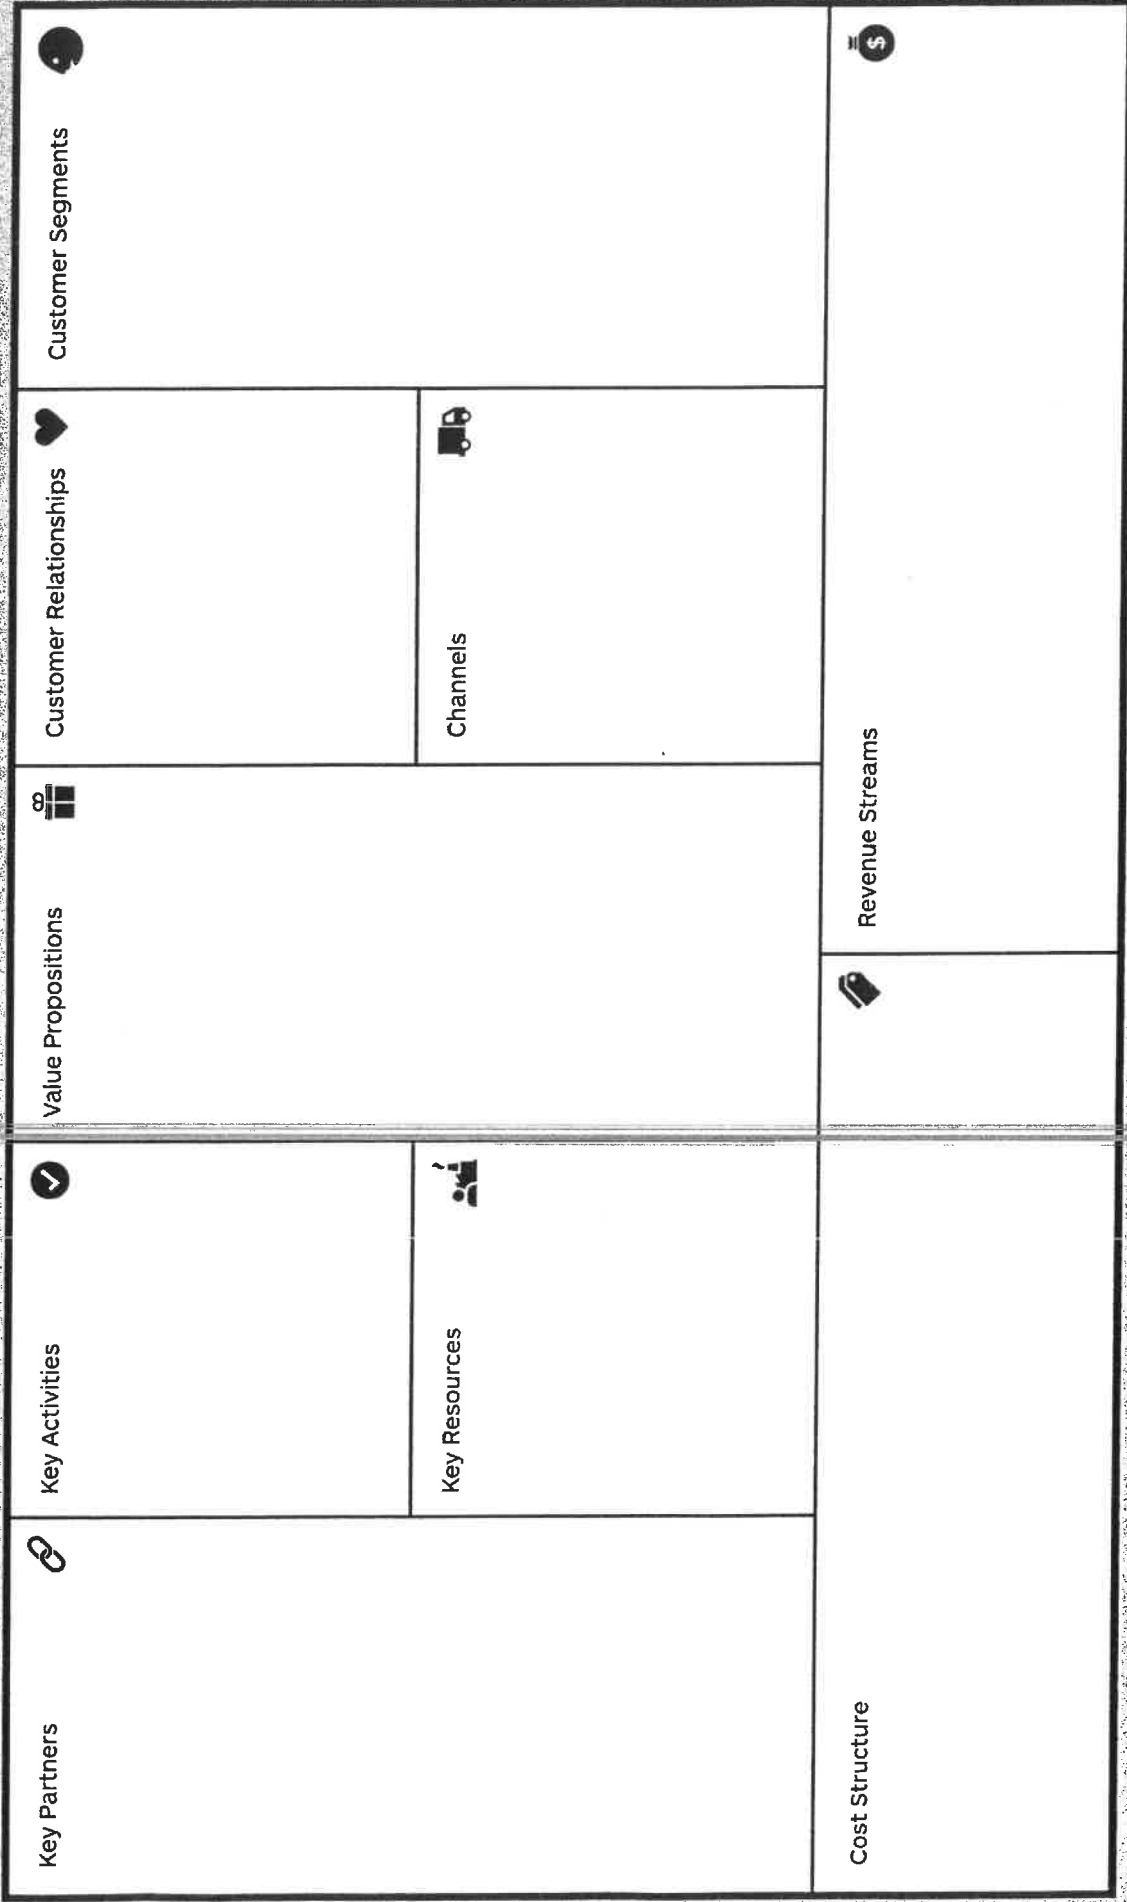 Key Partners
Key Activities
Key Resources
Value Propositions
Customer Relationships
Channels
Customer Segments
Cost Structure
Revenue Streams